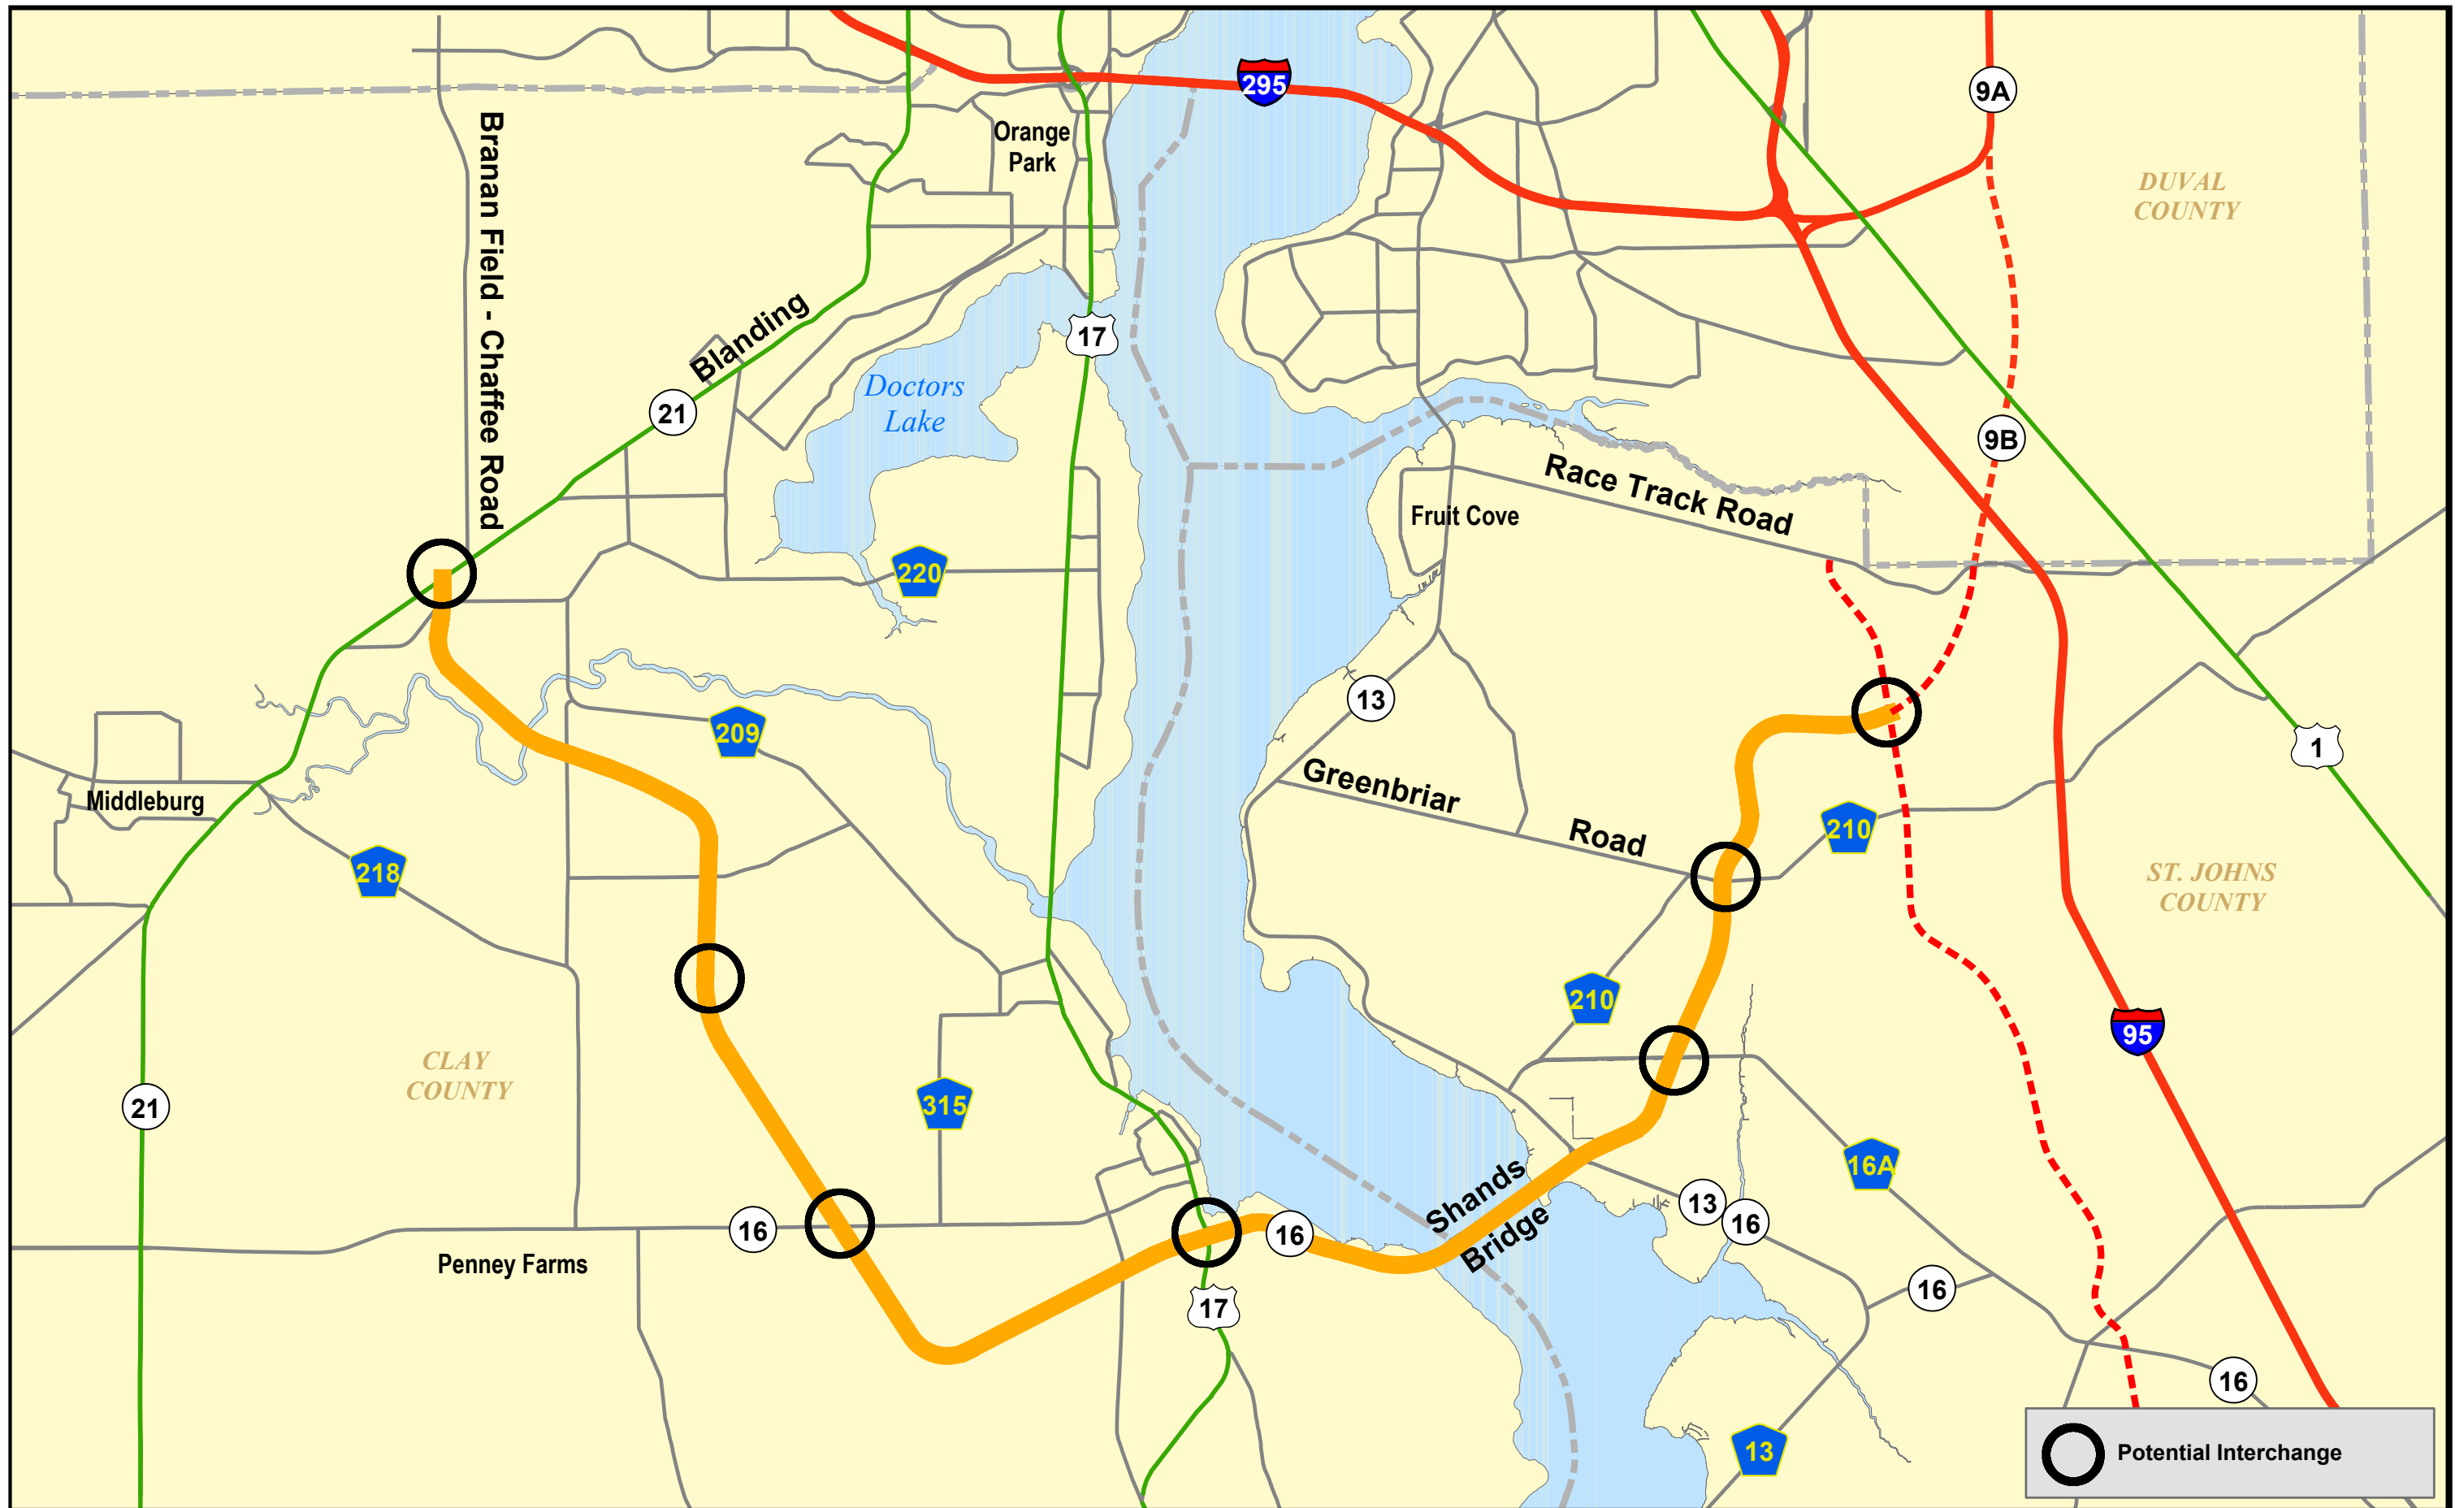 295
9A
Orange
Park
DUVAL
COUNTY
Branan Field - Chaffee Road
Blanding
17
Doctors
Lake
21
9B
Race Track Road
Fruit Cove
220
13
209
1
Greenbriar
Road
Middleburg
210
218
ST. JOHNS
COUNTY
210
95
CLAY
COUNTY
21
315
16A
Shands
Bridge
13
16
16
16
Penney Farms
16
17
16
13
Potential Interchange